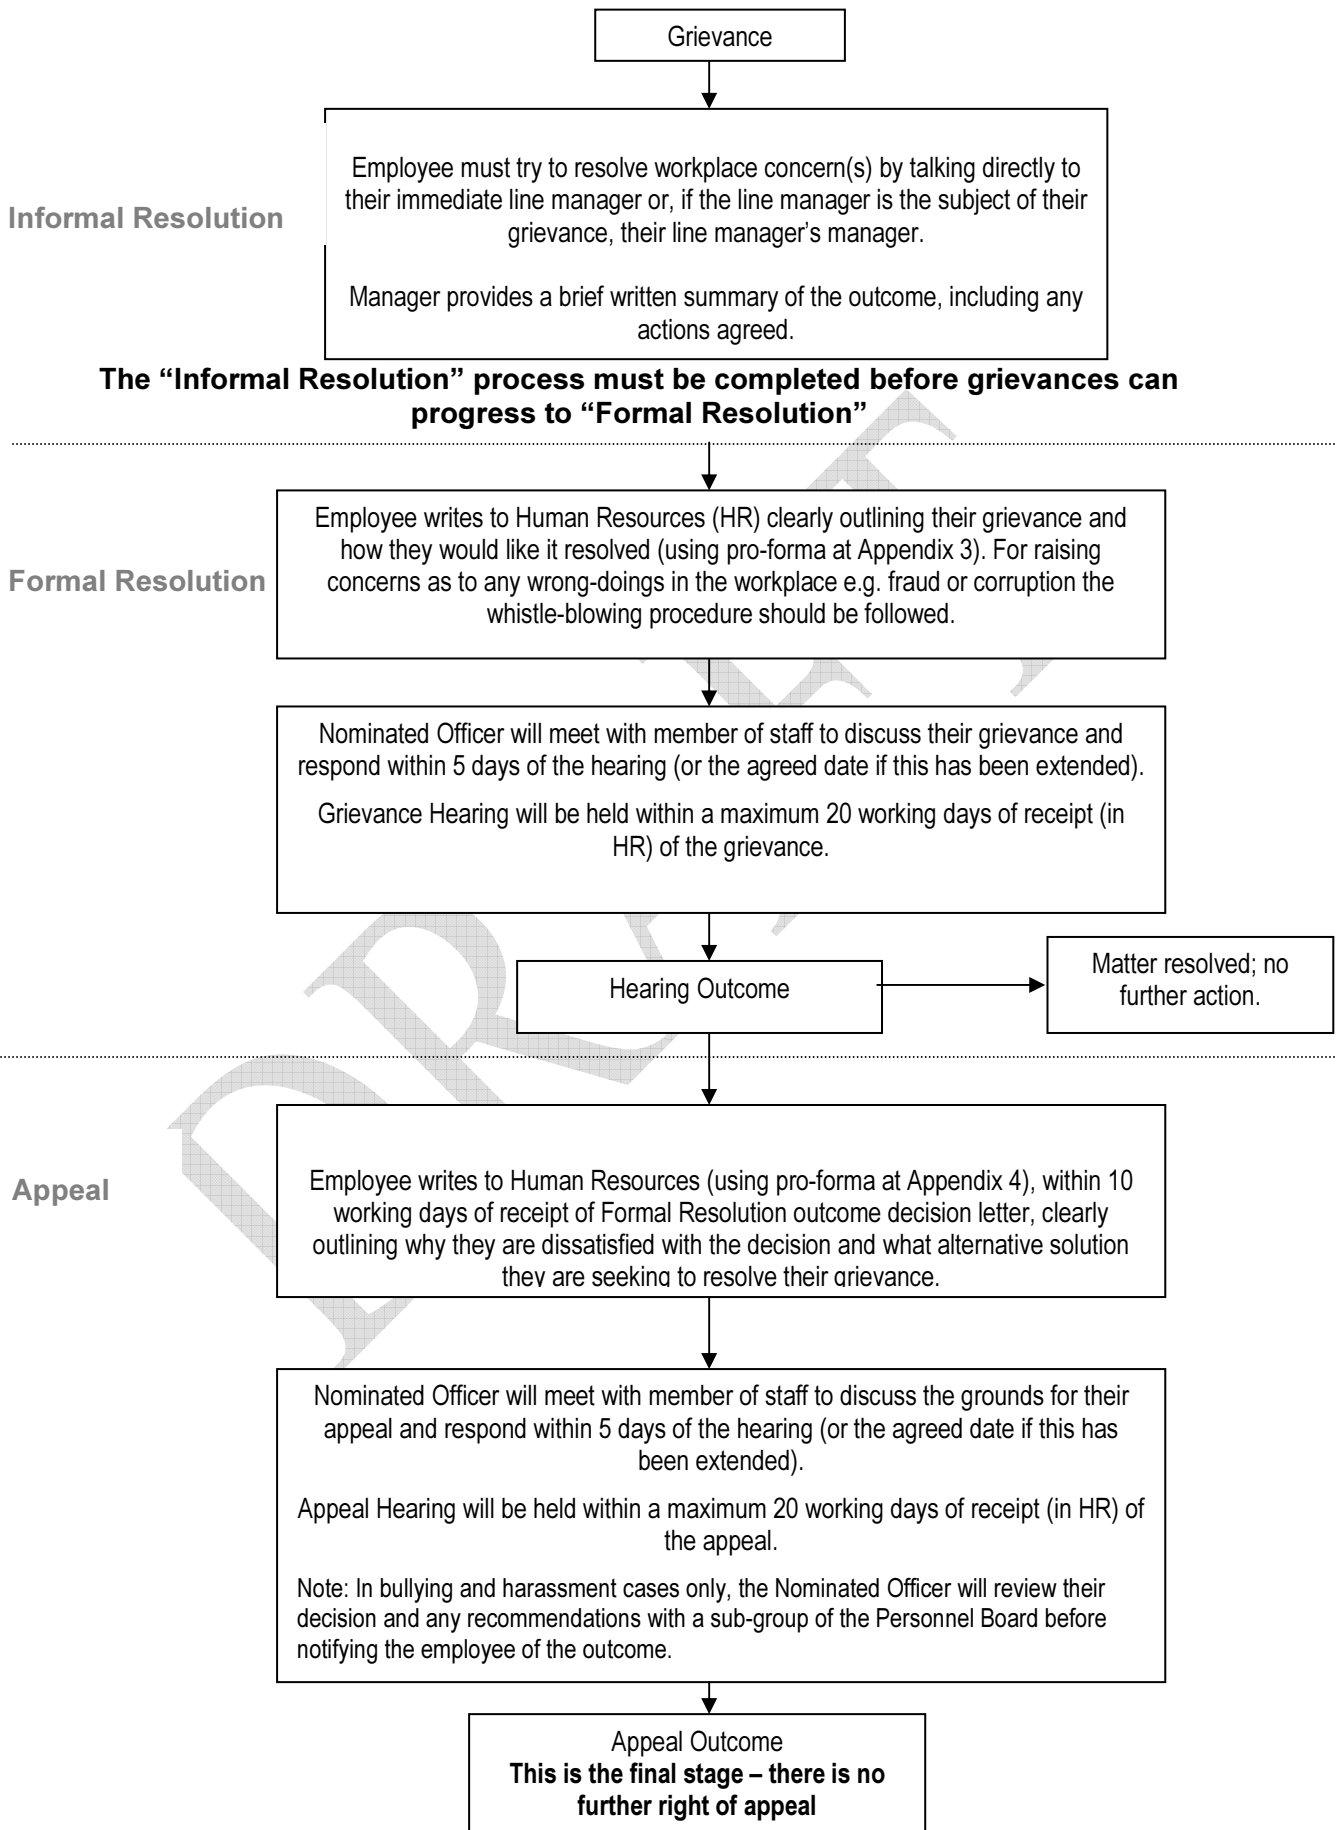 Grievance
Informal Resolution
Employee must try to resolve workplace concern(s) by talking directly to
their immediate line manager or, if the line manager is the subject of their
grievance, their line manager’s manager.
Manager provides a brief written summary of the outcome, including any
actions agreed.
The “Informal Resolution” process must be completed before grievances can
progress to “Formal Resolution”
Formal Resolution
Employee writes to Human Resources (HR) clearly outlining their grievance and
how they would like it resolved (using pro-forma at Appendix 3). For raising
concerns as to any wrong-doings in the workplace e.g. fraud or corruption the
whistle-blowing procedure should be followed.
Nominated Officer will meet with member of staff to discuss their grievance and
respond within 5 days of the hearing (or the agreed date if this has been extended).
Grievance Hearing will be held within a maximum 20 working days of receipt (in
HR) of the grievance.
Hearing Outcome
Matter resolved; no
further action.
Appeal
Employee writes to Human Resources (using pro-forma at Appendix 4), within 10
working days of receipt of Formal Resolution outcome decision letter, clearly
outlining why they are dissatisfied with the decision and what alternative solution
they are seeking to resolve their grievance.
Nominated Officer will meet with member of staff to discuss the grounds for their
appeal and respond within 5 days of the hearing (or the agreed date if this has
been extended).
Appeal Hearing will be held within a maximum 20 working days of receipt (in HR) of
the appeal.
Note: In bullying and harassment cases only, the Nominated Officer will review their
decision and any recommendations with a sub-group of the Personnel Board before
notifying the employee of the outcome.
Appeal Outcome
This is the final stage – there is no
further right of appeal
DRAFT